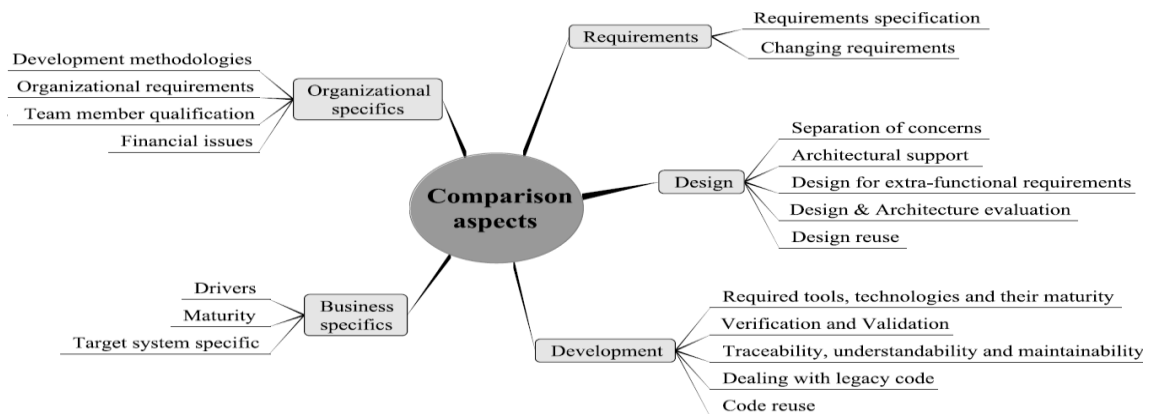 Requirements
Requirements specification
Changing requirements
Development methodologies
Organizational requirements
Team member qualification
Financial issues
Organizational
specifics
Comparison
aspects
Design
Separation of concerns
Architectural support
Design for extra-functional requirements
Design & Architecture evaluation
Design reuse
Drivers
Maturity
Target system specific
Business
specifics
Development
Required tools, technologies and their maturity
Verification and Validation
Traceability, understandability and maintainability
Dealing with legacy code
Code reuse